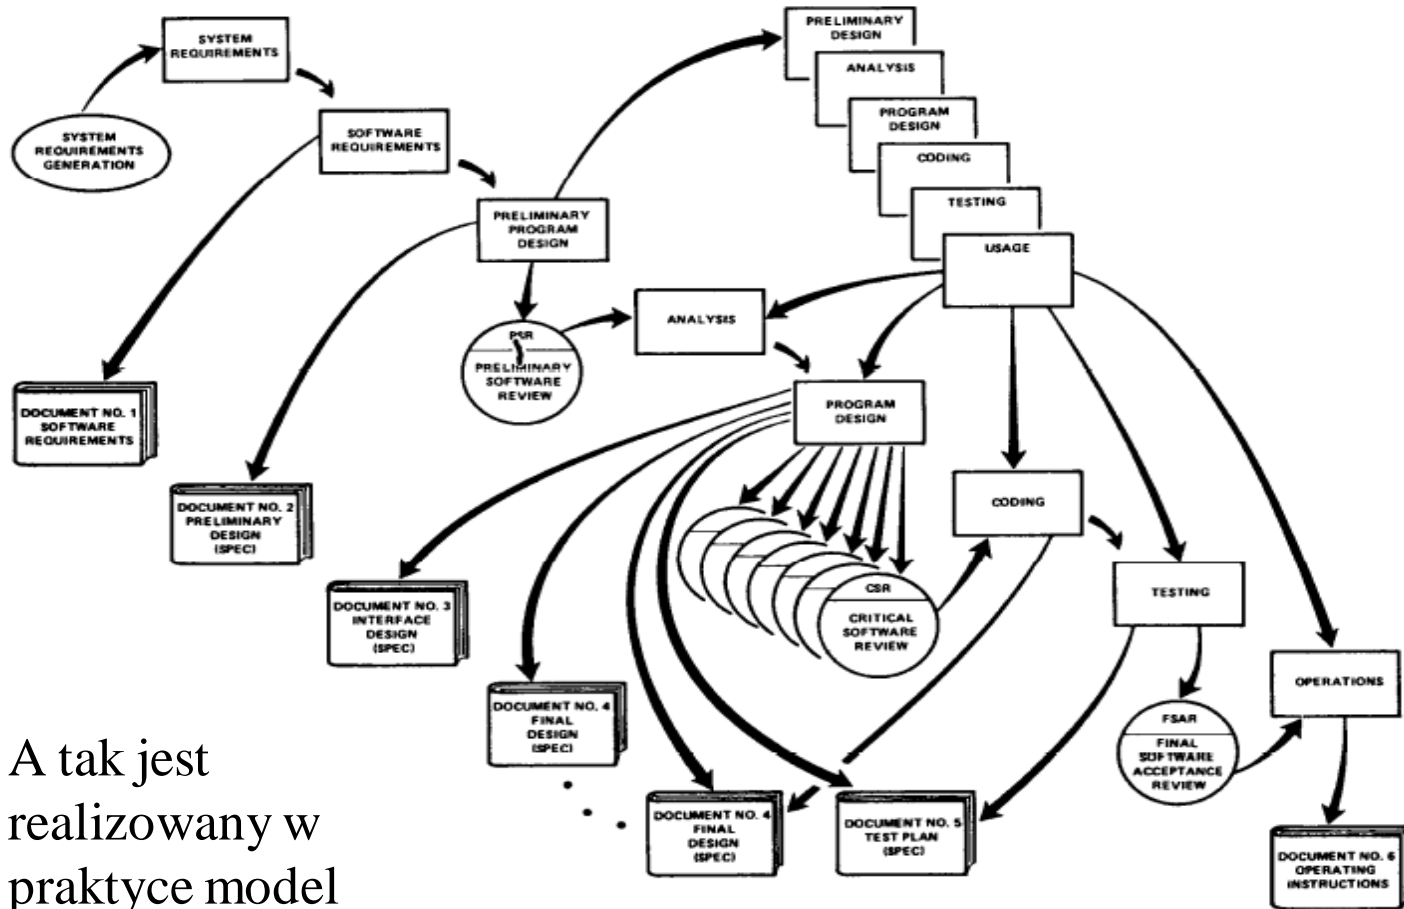 SYSTEM
REQUIREMENTS
SYSTEM
REQUIREMENTS
GENERATION
SOFTWARE
REQUIREMENTS
PRELIMINARY
PROGRAM
DESIGN
PRELIMINARY
DESIGN
ANALYSIS
PROGRAM
DESIGN
CODING
TESTING
USAGE
PSR
PRELIMINARY
SOFTWARE
REVIEW
ANALYSIS
PROGRAM
DESIGN
DOCUMENT NO. 1
SOFTWARE
REQUIREMENTS
DOCUMENT NO. 2
PRELIMINARY
DESIGN
(SPEC)
DOCUMENT NO. 3
INTERFACE
DESIGN
(SPEC)
CSR
CRITICAL
SOFTWARE
REVIEW
CODING
TESTING
DOCUMENT NO. 4
FINAL
DESIGN
(SPEC)
DOCUMENT NO. 4
FINAL
DESIGN
(SPEC)
DOCUMENT NO. 5
TEST PLAN
(SPEC)
FSAR
FINAL
SOFTWARE
ACCEPTANCE
REVIEW
OPERATIONS
DOCUMENT NO. 6
OPERATING
INSTRUCTIONS
A tak jest
realizowany w
praktyce model